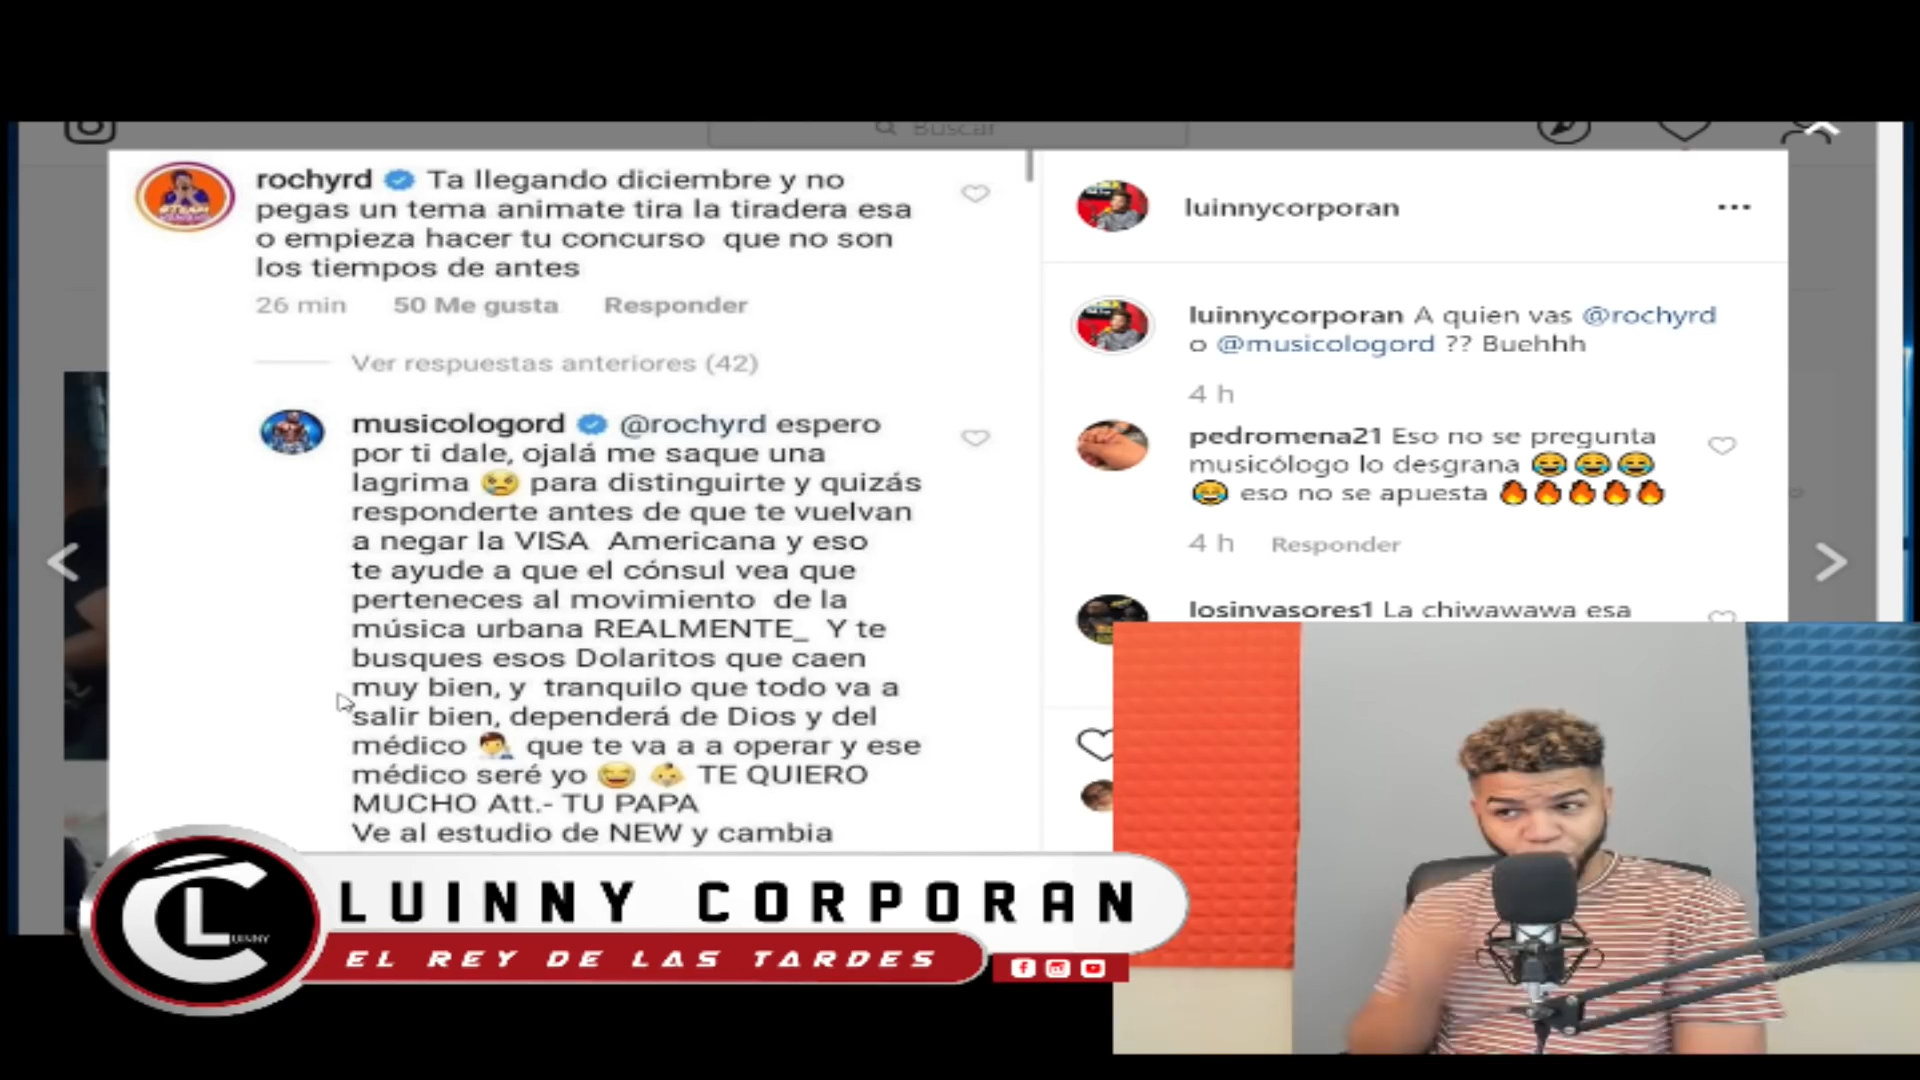 Buscar
rochyrd Ta llegando diciembre y no
pegas un tema animate tira la tiradera esa
o empieza hacer tu concurso que no son
los tiempos de antes
26 min 50 Me gusta Responder
Ver respuestas anteriores (42)
musicologord @rochyrd espero
por ti dale, ojalá me saque una
lagrima 😢 para distinguirte y quizás
responderte antes de que te vuelvan
a negar la VISA Americana y eso
te ayude a que el cónsul vea que
perteneces al movimiento de la
música urbana REALMENTE_ Y te
busques esos Dolaritos que caen
muy bien, y tranquilo que todo va a
salir bien, dependerá de Dios y del
médico 👨‍⚕️ que te va a a operar y ese
médico seré yo 😄 👶 TE QUIERO
MUCHO Att.- TU PAPA
Ve al estudio de NEW y cambia
luinnycorporan
luinnycorporan A quien vas @rochyrd
o @musicologord ?? Buehhh
4 h
pedromena21 Eso no se pregunta
musicólogo lo desgrana 😂😂😂
😂 eso no se apuesta 🔥🔥🔥🔥🔥
4 h Responder
losinvasores1 La chiwawawa esa
LUINNY CORPORAN
EL REY DE LAS TARDES